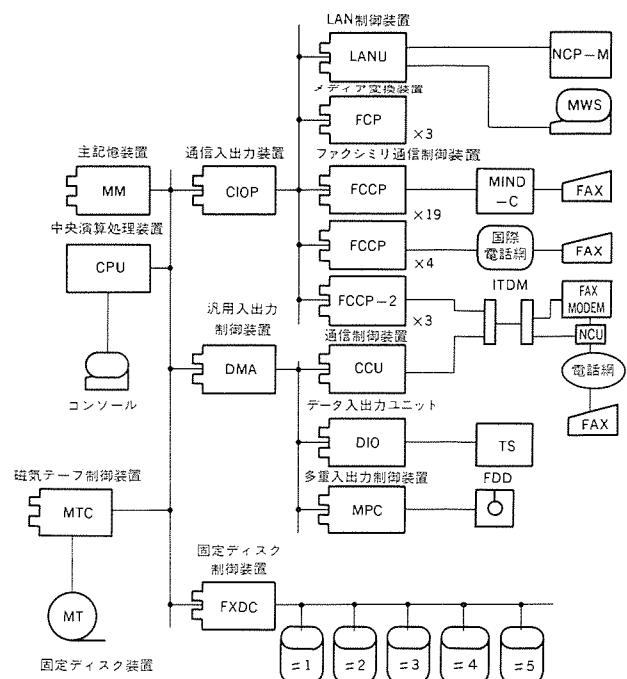 LAN制御装置
LANU
NCP-M
メディア変換装置
MWS
FCP
×3
主記憶装置
通信入出力装置
ファクシミリ通信制御装置
MM
CIOP
FCCP
×19
MIND
-C
FAX
中央演算処理装置
CPU
FCCP
×4
国際
電話網
FAX
ITDM
汎用入出力
制御装置
FCCP-2
×3
FAX
MODEM
通信制御装置
NCU
DMA
CCU
電話網
コンソール
データ入出力ユニット
FAX
DIO
TS
磁気テープ制御装置
多重入出力制御装置
FDD
MTC
MPC
固定ディスク
制御装置
MT
FXDC
固定ディスク装置
=1
=2
=3
=4
=5